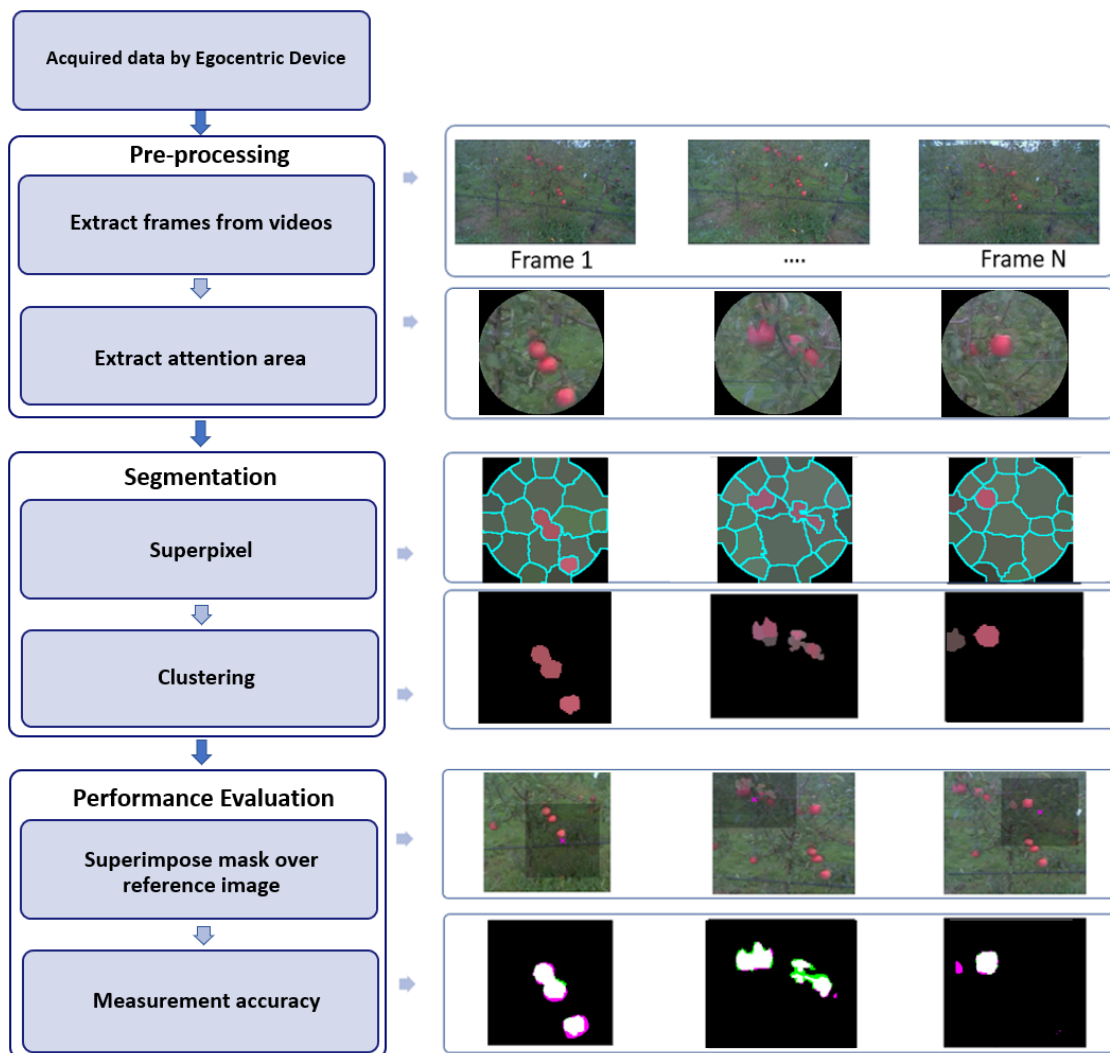 Acquired data by Egocentric Device
Pre-processing
Extract frames from videos
Frame 1
....
Frame N
Extract attention area
Segmentation
Superpixel
Clustering
Performance Evaluation
Superimpose mask over
reference image
Measurement accuracy